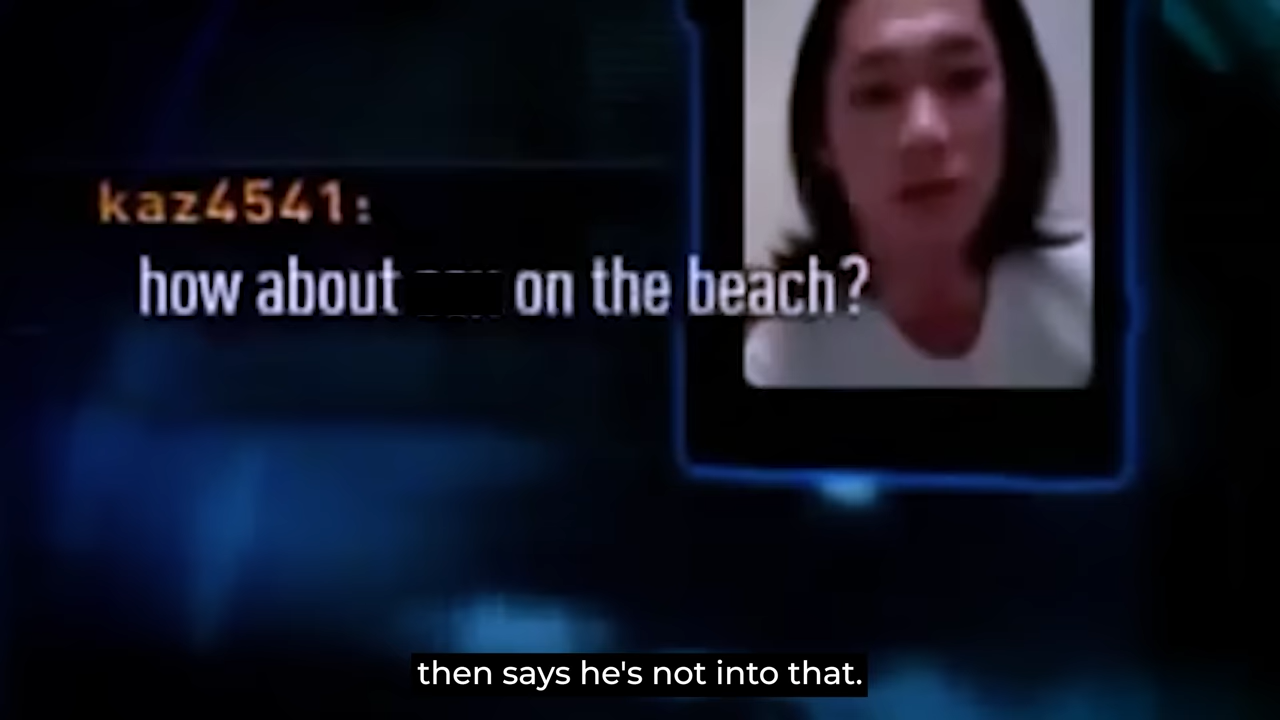 kaz4541:
how about on the beach?
then says he's not into that.